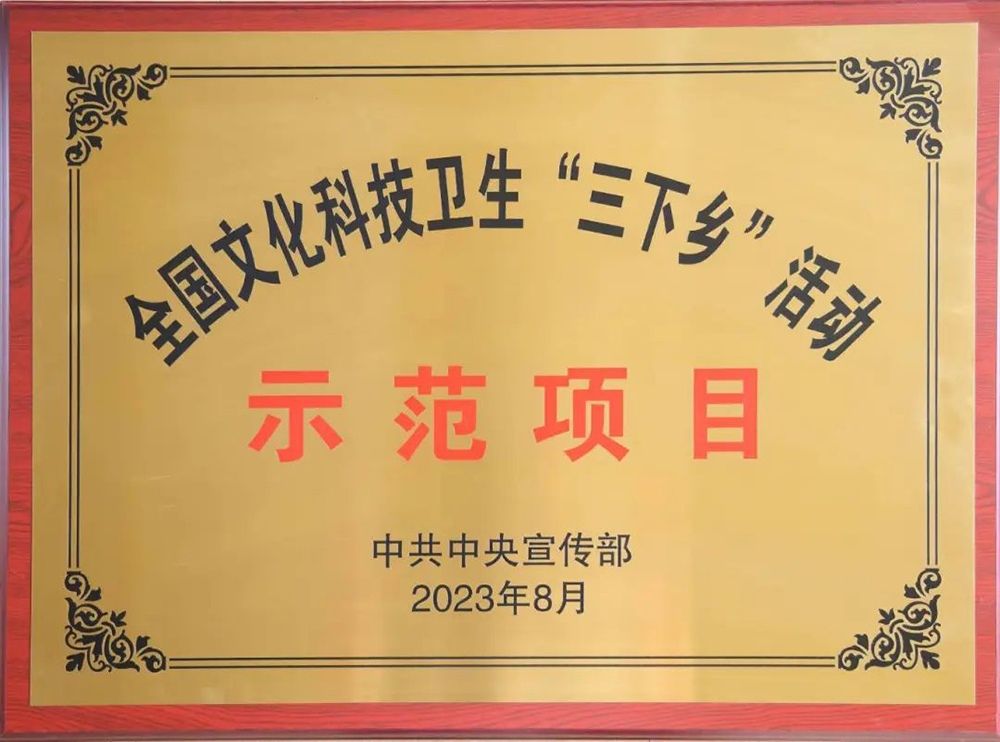 全国文化科技卫生“三下乡”活动
示范项目
中共中央宣传部
2023年8月